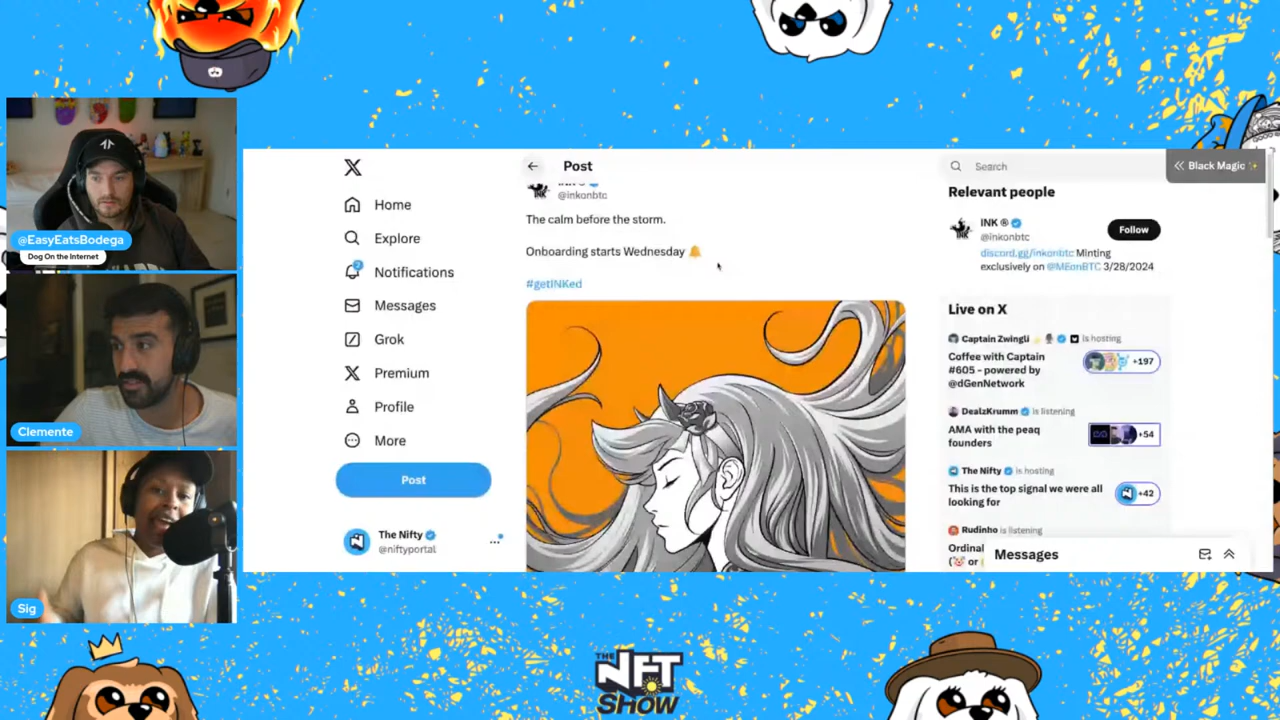 @EasyEatsBodega
Dog On the Internet
Clemente
Sig
X
Home
Explore
2
Notifications
Messages
Grok
Premium
Profile
More
Post
The Nifty
@niftyportal
Post
INK ®
@inkonbtc
The calm before the storm.
Onboarding starts Wednesday 🔔
#getINKed
Search
Black Magic ✨
Relevant people
INK ®
@inkonbtc
Follow
discord.gg/inkonbtc Minting
exclusively on @MEonBTC 3/28/2024
Live on X
Captain Zwingli is hosting
Coffee with Captain
#605 - powered by
@dGenNetwork
+197
DealzKrumm is listening
AMA with the peaq
founders
+54
The Nifty is hosting
This is the top signal we were all
looking for
+42
Rudinho is listening
Ordinal
(🐷 or
Messages
THE
NFT
SHOW